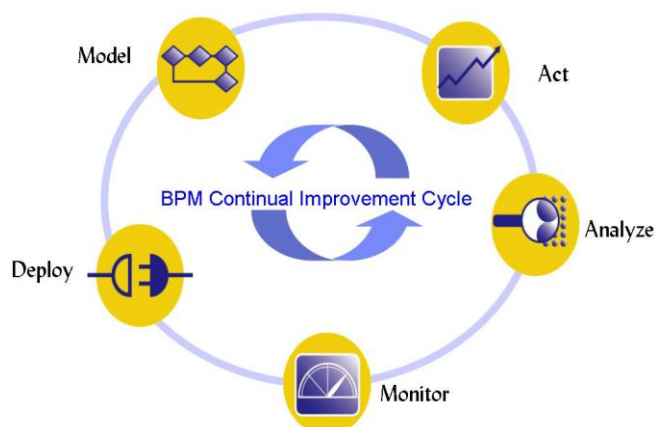 Model
Act
BPM Continual Improvement Cycle
Analyze
Deploy
Monitor